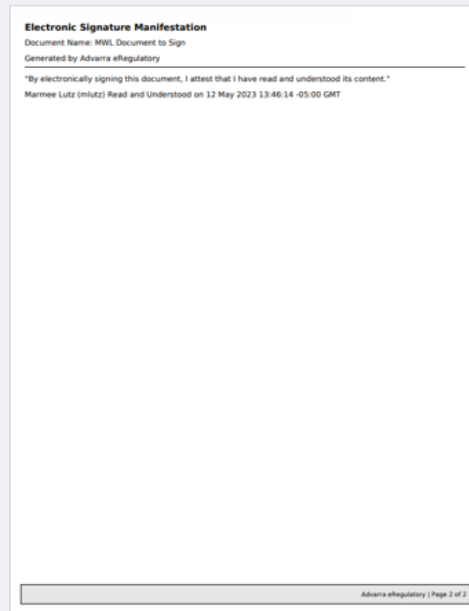 Electronic Signature Manifestation
Document Name: MWL Document to Sign
Generated by Advarra eRegulatory
"By electronically signing this document, I attest that I have read and understood its content."
Marmee Lutz (mlutz) Read and Understood on 12 May 2023 13:46:14 -05:00 GMT
Advarra eRegulatory | Page 2 of 2